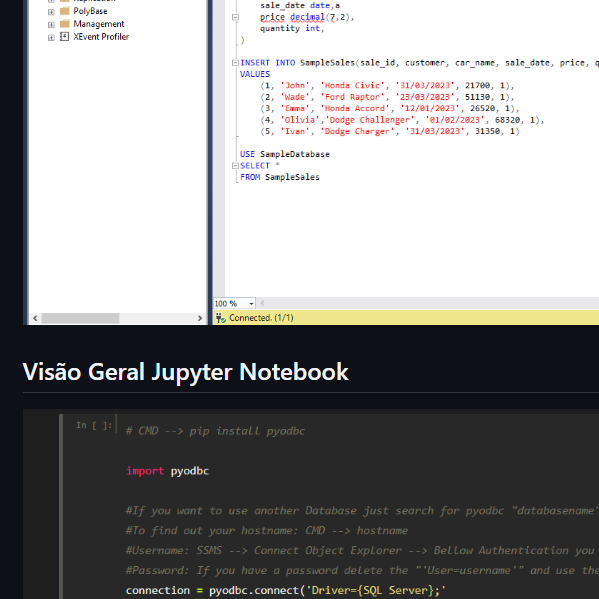 PolyBase
Management
XEvent Profiler
sale_date date,a
price decimal(7,2),
quantity int,
)
INSERT INTO SampleSales(sale_id, customer, car_name, sale_date, price, q
VALUES
(1, 'John', 'Honda Civic', '31/03/2023', 21700, 1),
(2, 'Wade', 'Ford Raptor', '23/03/2023', 51130, 1),
(3, 'Emma', 'Honda Accord', '12/01/2023', 26520, 1),
(4, 'Olivia','Dodge Challenger', '01/02/2023', 68320, 1),
(5, 'Ivan', 'Dodge Charger', '31/03/2023', 31350, 1)
USE SampleDatabase
SELECT *
FROM SampleSales
100 %
Connected. (1/1)
Visão Geral Jupyter Notebook
In [ ]:
# CMD --> pip install pyodbc
import pyodbc
#If you want to use another Database just search for pyodbc "databasename"
#To find out your hostname: CMD --> hostname
#Username: SSMS --> Connect Object Explorer --> Bellow Authentication you
#Password: If you have a password delete the "'User=username'" and use the
connection = pyodbc.connect('Driver={SQL Server};'